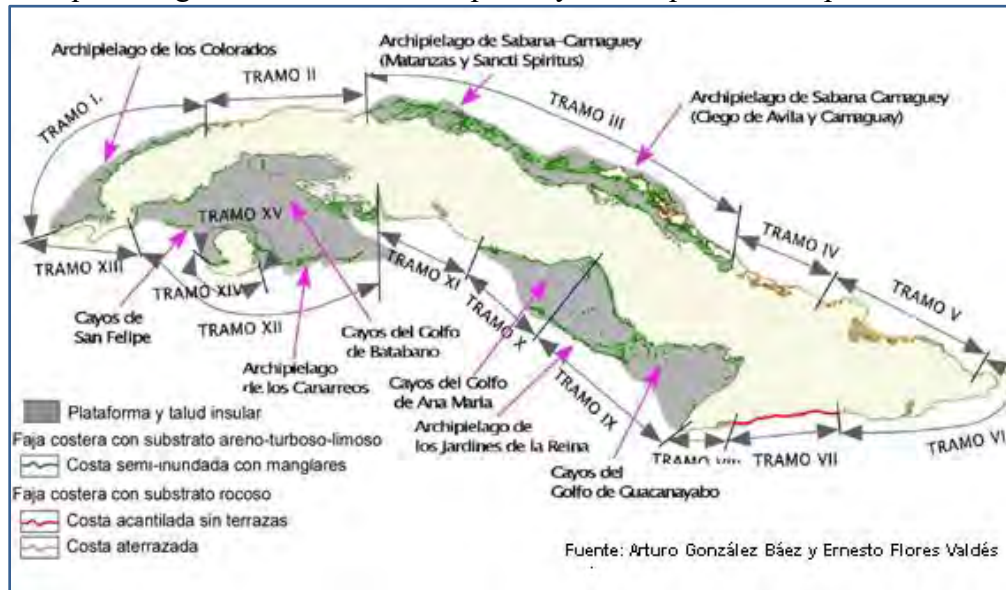 Archipielago de los Colorados
Archipielago de Sabana-Camaguey
(Matanzas y Sancti Spiritus)
Archipielago de Sabana Camaguey
(Ciego de Avila y Camaguay)
TRAMO I.
TRAMO II
TRAMO III
TRAMO IV
TRAMO V
TRAMO VI
TRAMO VII
TRAMO IX
TRAMO X
TRAMO XI
TRAMO XII
TRAMO XIII
TRAMO XIV
TRAMO XV
Cayos de
San Felipe
Archipielago
de los Canarreos
Cayos del Golfo
de Batabano
Cayos del Golfo
de Ana Maria
Archipielago de
los Jardines de la Reina
Cayos del
Golfo de Guacanayabo
Plataforma y talud insular
Faja costera con substrato areno-turboso-limoso
Costa semi-inundada con manglares
Faja costera con substrato rocoso
Costa acantilada sin terrazas
Costa aterrazada
Fuente: Arturo González Báez y Ernesto Flores Valdés